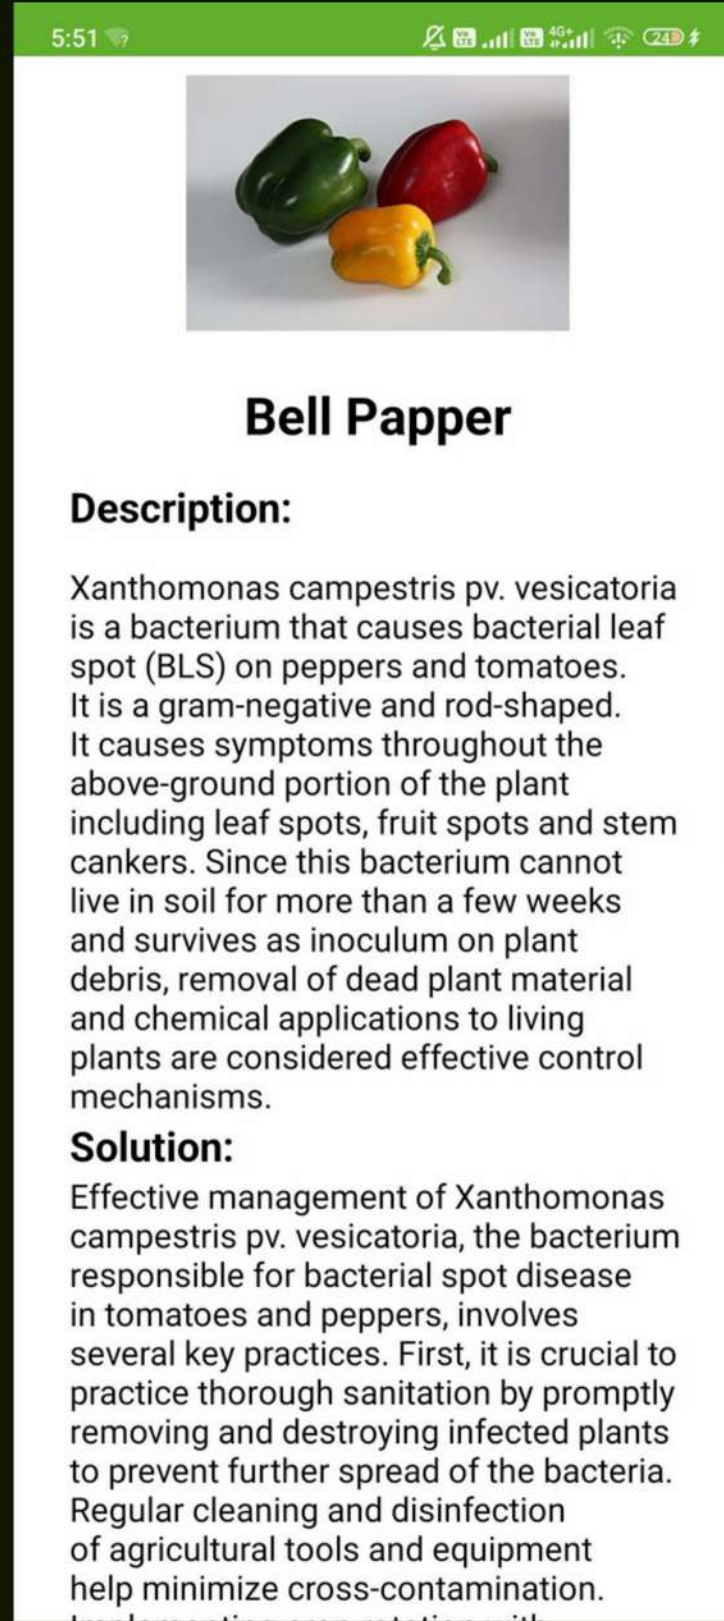 5:51
Vo
LTE
Vo
LTE
4G+
24
Bell Papper
Description:
Xanthomonas campestris pv. vesicatoria
is a bacterium that causes bacterial leaf
spot (BLS) on peppers and tomatoes.
It is a gram-negative and rod-shaped.
It causes symptoms throughout the
above-ground portion of the plant
including leaf spots, fruit spots and stem
cankers. Since this bacterium cannot
live in soil for more than a few weeks
and survives as inoculum on plant
debris, removal of dead plant material
and chemical applications to living
plants are considered effective control
mechanisms.
Solution:
Effective management of Xanthomonas
campestris pv. vesicatoria, the bacterium
responsible for bacterial spot disease
in tomatoes and peppers, involves
several key practices. First, it is crucial to
practice thorough sanitation by promptly
removing and destroying infected plants
to prevent further spread of the bacteria.
Regular cleaning and disinfection
of agricultural tools and equipment
help minimize cross-contamination.